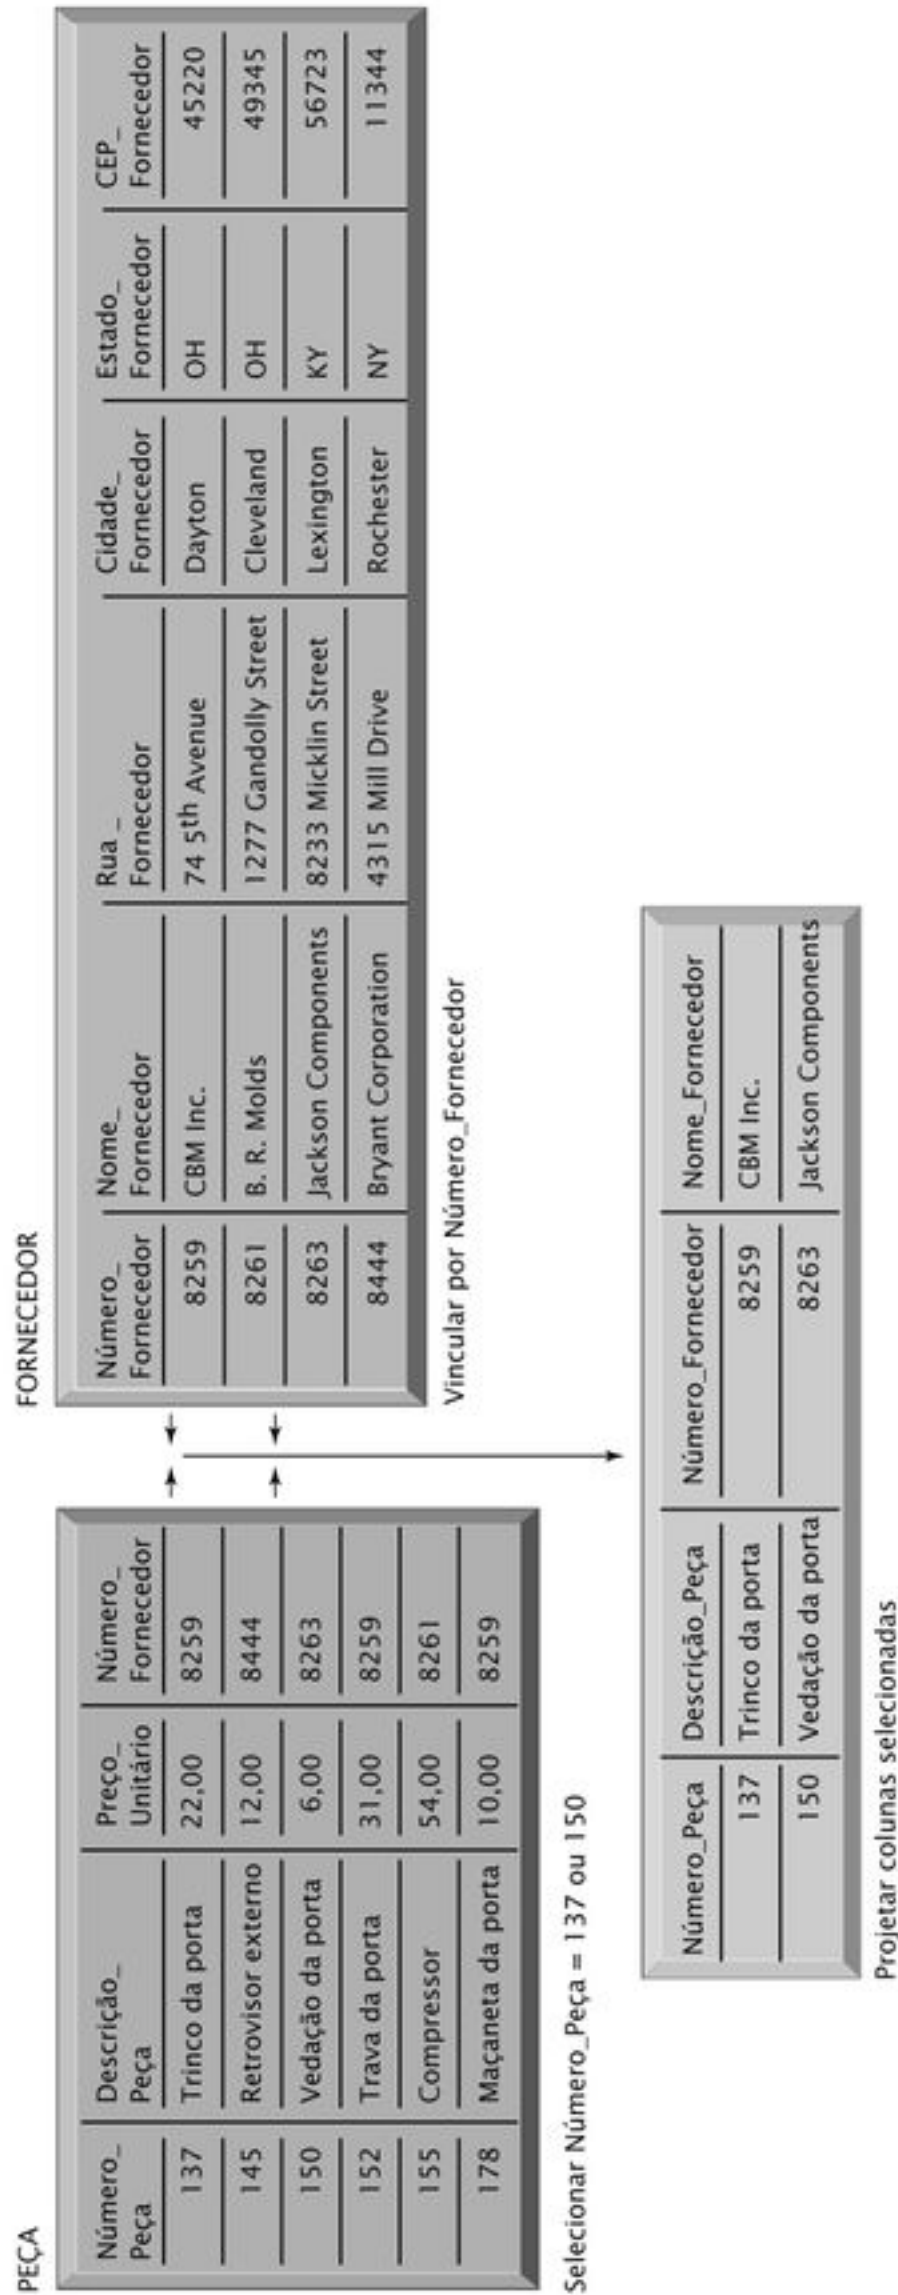 PEÇA
Número_ Descrição_ Preço_ Número_
Peça Peça Unitário Fornecedor
137 Trinco da porta 22,00 8259
145 Retrovisor externo 12,00 8444
150 Vedação da porta 6,00 8263
152 Trava da porta 31,00 8259
155 Compressor 54,00 8261
178 Maçaneta da porta 10,00 8259
Selecionar Número_Peça = 137 ou 150
FORNECEDOR
Número_ Nome_ Rua_ Cidade_ Estado_ CEP_
Fornecedor Fornecedor Fornecedor Fornecedor Fornecedor Fornecedor
8259 CBM Inc. 74 5th Avenue Dayton OH 45220
8261 B. R. Molds 1277 Gandolly Street Cleveland OH 49345
8263 Jackson Components 8233 Micklin Street Lexington KY 56723
8444 Bryant Corporation 4315 Mill Drive Rochester NY 11344
Vincular por Número_Fornecedor
Número_Peça Descrição_Peça Número_Fornecedor Nome_Fornecedor
137 Trinco da porta 8259 CBM Inc.
150 Vedação da porta 8263 Jackson Components
Projetar colunas selecionadas